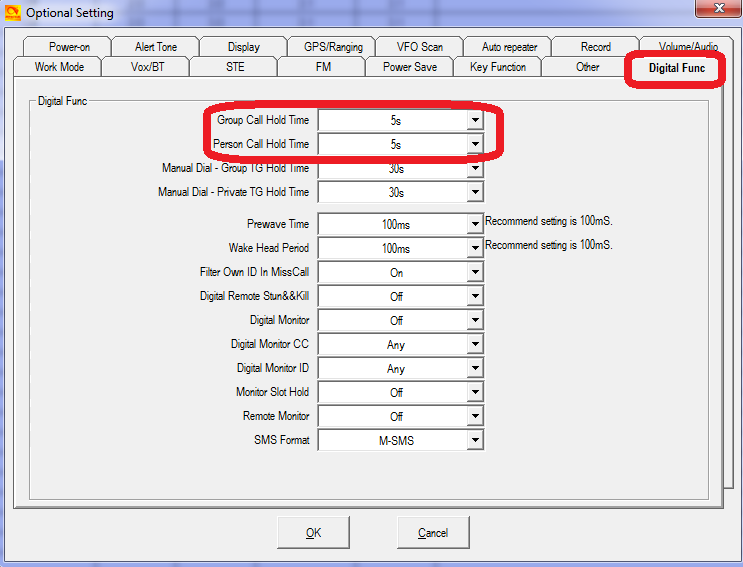 Optional Setting
Power-on Alert Tone Display GPS/Ranging VFO Scan Auto repeater Record Volume/Audio
Work Mode Vox/BT STE FM Power Save Key Function Other Digital Func
Digital Func
Group Call Hold Time 5s
Person Call Hold Time 5s
Manual Dial - Group TG Hold Time 30s
Manual Dial - Private TG Hold Time 30s
Prewave Time 100ms Recommend setting is 100mS.
Wake Head Period 100ms Recommend setting is 100mS.
Filter Own ID In MissCall On
Digital Remote Stun&&Kill Off
Digital Monitor Off
Digital Monitor CC Any
Digital Monitor ID Any
Monitor Slot Hold Off
Remote Monitor Off
SMS Format M-SMS
OK Cancel